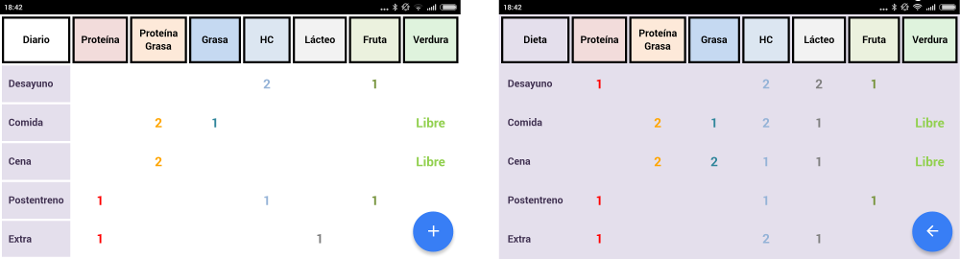 18:42
Diario Proteína Proteína Grasa Grasa HC Lácteo Fruta Verdura
Desayuno 2 1
Comida 2 1 Libre
Cena 2 Libre
Postentreno 1 1 1
Extra 1 1
18:42
Dieta Proteína Proteína Grasa Grasa HC Lácteo Fruta Verdura
Desayuno 1 2 2 1
Comida 2 1 2 1 Libre
Cena 2 2 1 1 Libre
Postentreno 1 1 1
Extra 1 2 1